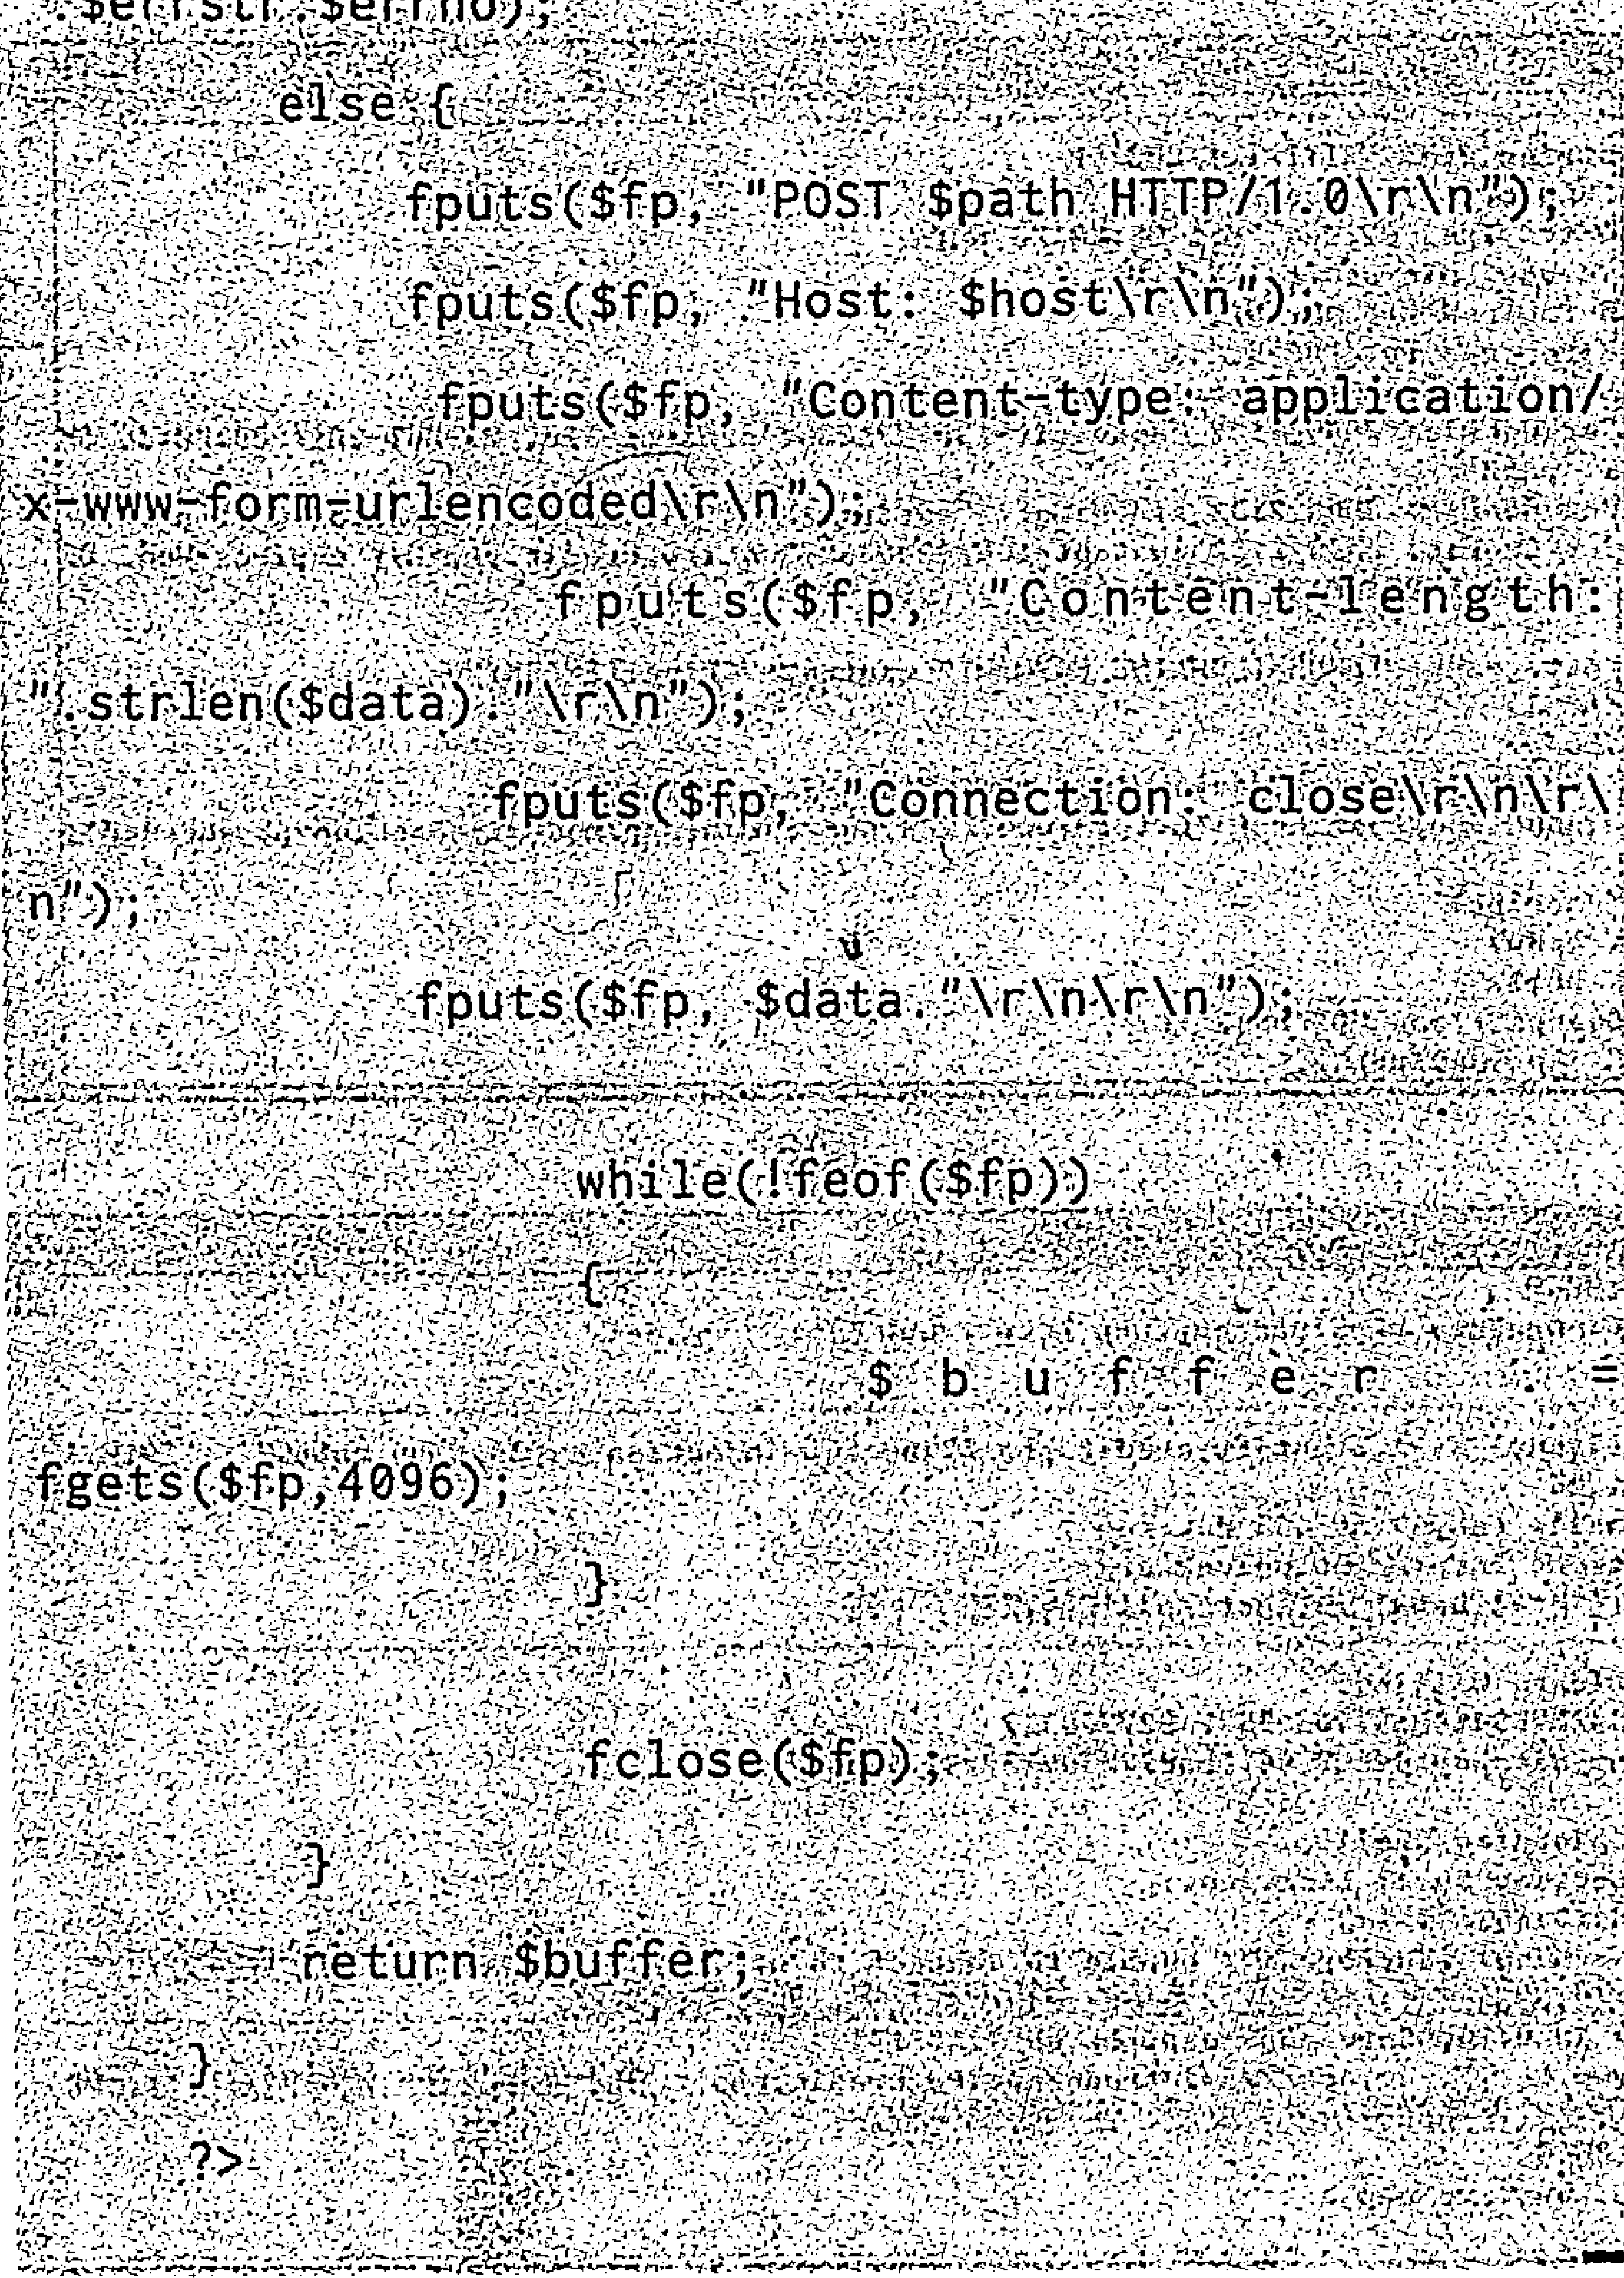 .$errstr.$errno);
else {
fputs($fp, "POST $path HTTP/1.0\r\n");
fputs($fp, "Host: $host\r\n");
fputs($fp, "Content-type: application/
x-www-form-urlencoded\r\n");
fputs($fp, "Content-length:
".strlen($data)."\r\n");
fputs($fp, "Connection: close\r\n\r\
n");
fputs($fp, $data."\r\n\r\n");
while(!feof($fp))
{
$ b u f f e r . =
fgets($fp,4096);
}
fclose($fp);
}
return $buffer;
}
?>